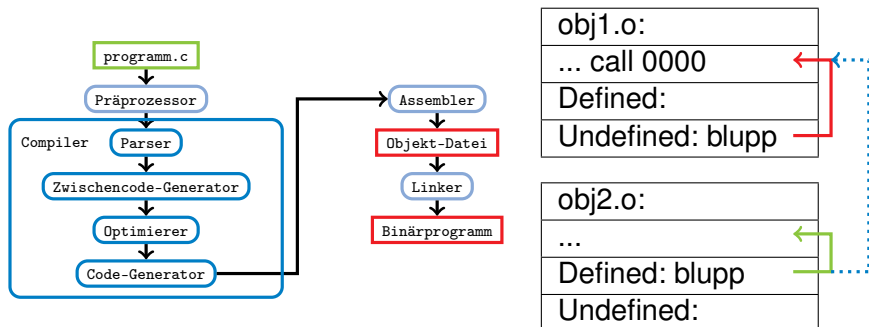 programm.c
Präprozessor
Compiler
Parser
Zwischencode-Generator
Optimierer
Code-Generator
Assembler
Objekt-Datei
Linker
Binärprogramm
obj1.o:
... call 0000
Defined:
Undefined: blupp
obj2.o:
...
Defined: blupp
Undefined: